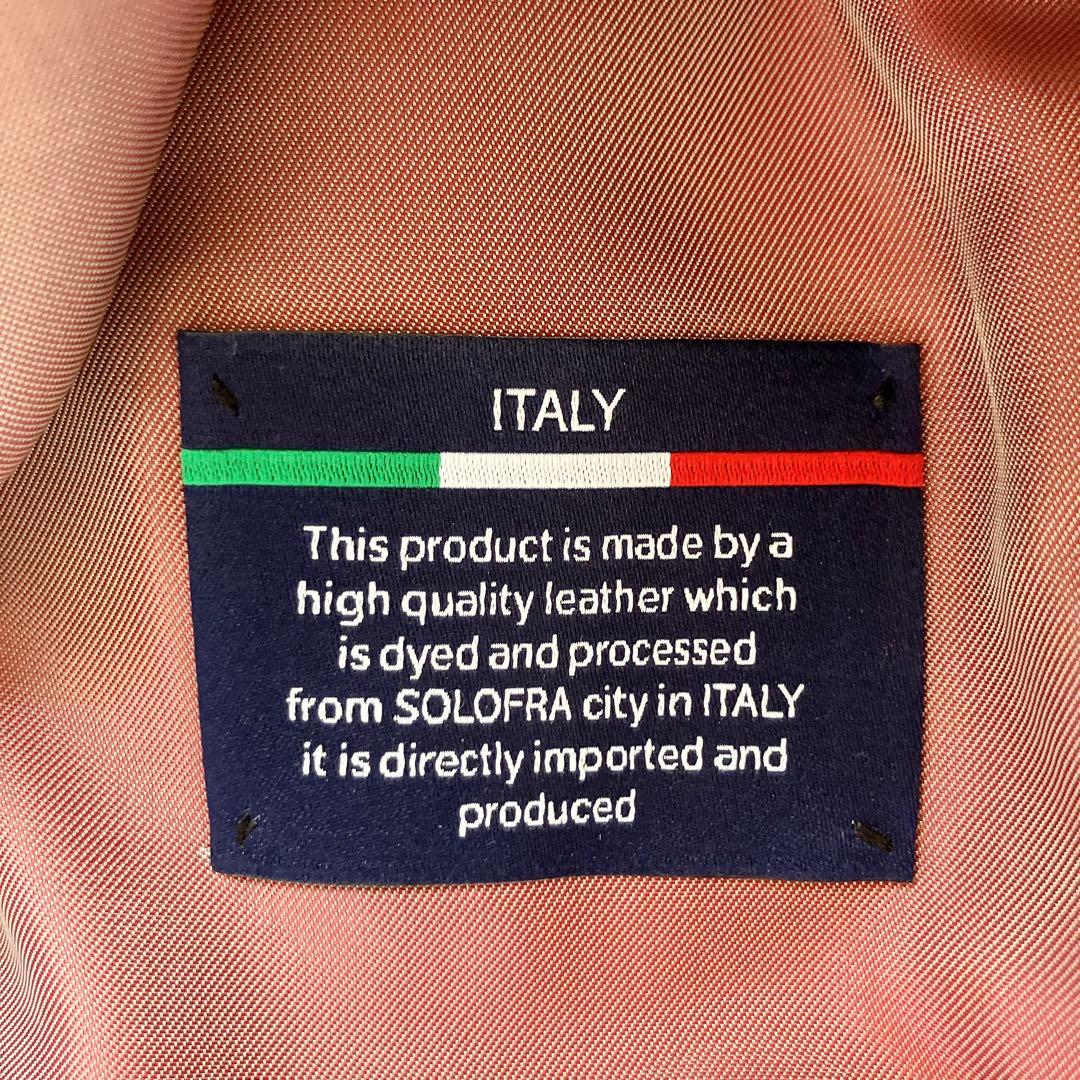 ITALY
This product is made by a
high quality leather which
is dyed and processed
from SOLOFRA city in ITALY
it is directly imported and
produced